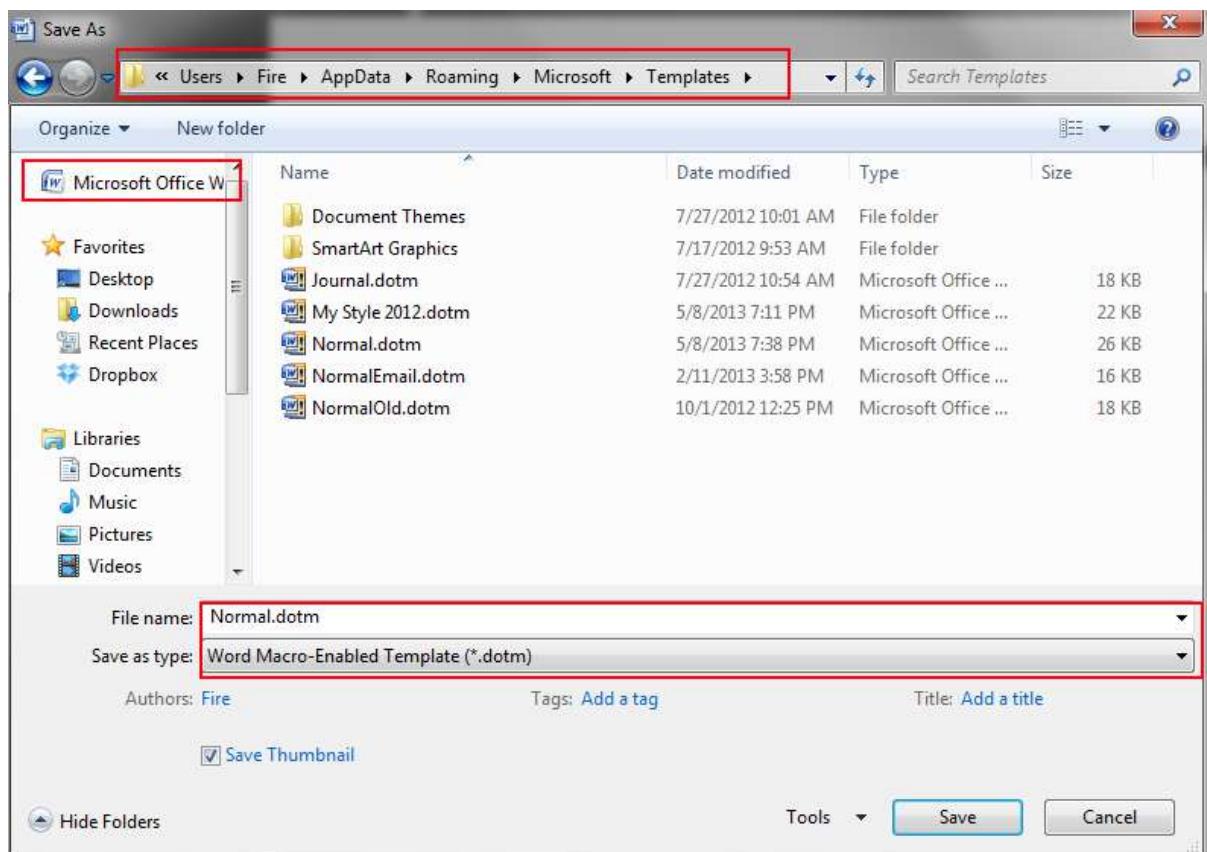 Save As
« Users ▸ Fire ▸ AppData ▸ Roaming ▸ Microsoft ▸ Templates ▸ Search Templates
Organize New folder
Microsoft Office W
Favorites
Desktop
Downloads
Recent Places
Dropbox
Libraries
Documents
Music
Pictures
Videos
Name Date modified Type Size
Document Themes 7/27/2012 10:01 AM File folder
SmartArt Graphics 7/17/2012 9:53 AM File folder
Journal.dotm 7/27/2012 10:54 AM Microsoft Office ... 18 KB
My Style 2012.dotm 5/8/2013 7:11 PM Microsoft Office ... 22 KB
Normal.dotm 5/8/2013 7:38 PM Microsoft Office ... 26 KB
NormalEmail.dotm 2/11/2013 3:58 PM Microsoft Office ... 16 KB
NormalOld.dotm 10/1/2012 12:25 PM Microsoft Office ... 18 KB
File name: Normal.dotm
Save as type: Word Macro-Enabled Template (*.dotm)
Authors: Fire Tags: Add a tag Title: Add a title
Save Thumbnail
Hide Folders Tools Save Cancel